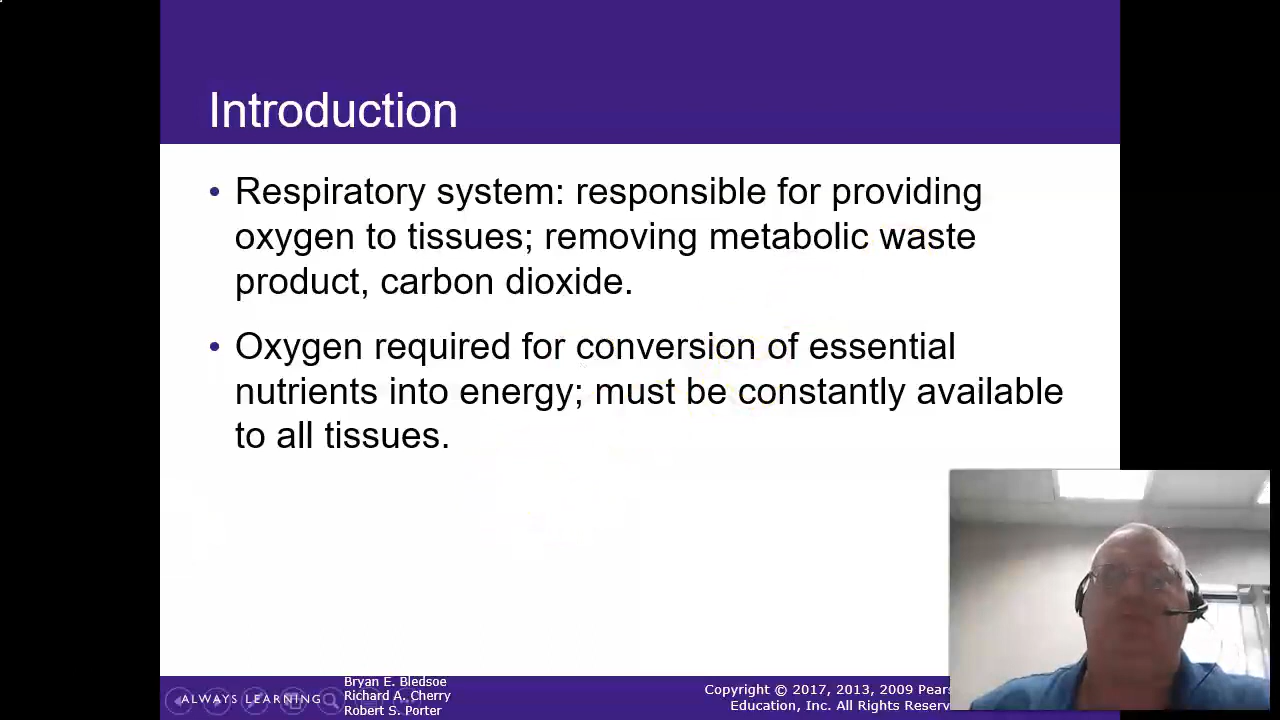 Introduction
• Respiratory system: responsible for providing
oxygen to tissues; removing metabolic waste
product, carbon dioxide.
• Oxygen required for conversion of essential
nutrients into energy; must be constantly available
to all tissues.
ALWAYS LEARNING
Bryan E. Bledsoe
Richard A. Cherry
Robert S. Porter
Copyright © 2017, 2013, 2009
Education, Inc. All Rights